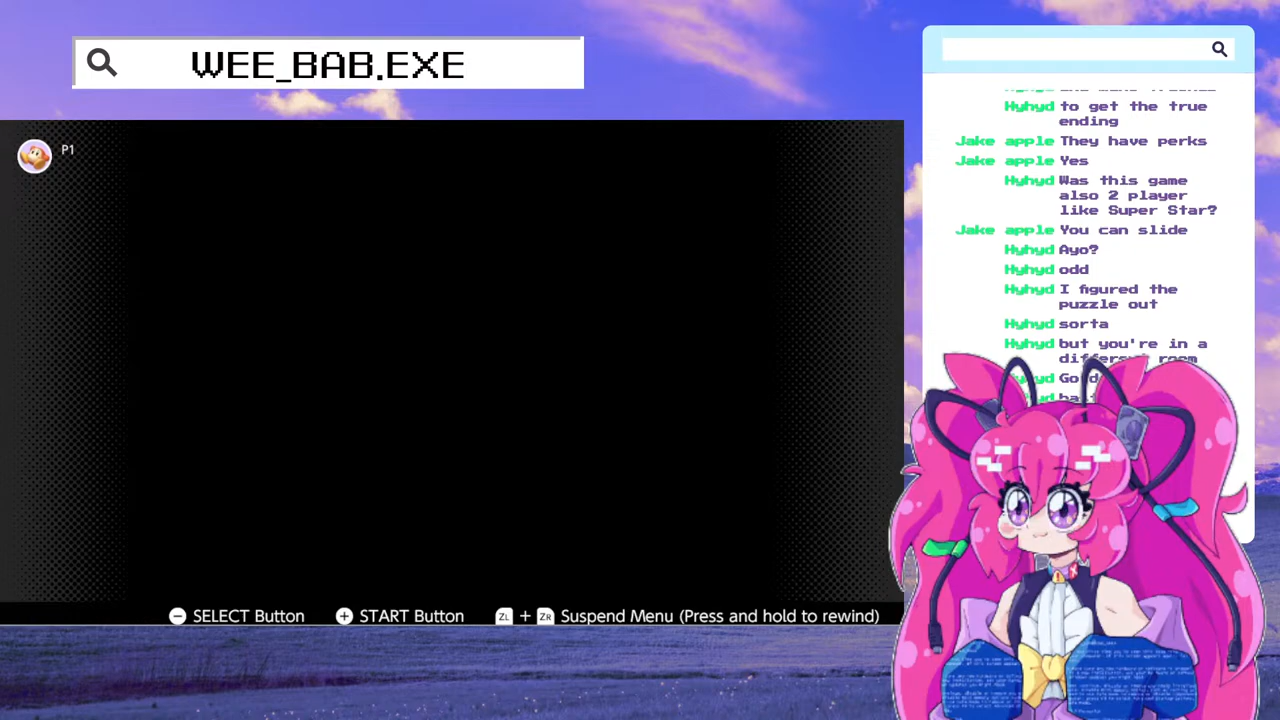 WEE_BAB.EXE
P1
Hyhyd to get the true
ending
Jake apple They have perks
Jake apple Yes
Hyhyd Was this game
also 2 player
like Super Star?
Jake apple You can slide
Hyhyd Ayo?
Hyhyd odd
Hyhyd I figured the
puzzle out
Hyhyd sorta
Hyhyd but you're in a
different room
SELECT Button
START Button
ZL + ZR Suspend Menu (Press and hold to rewind)